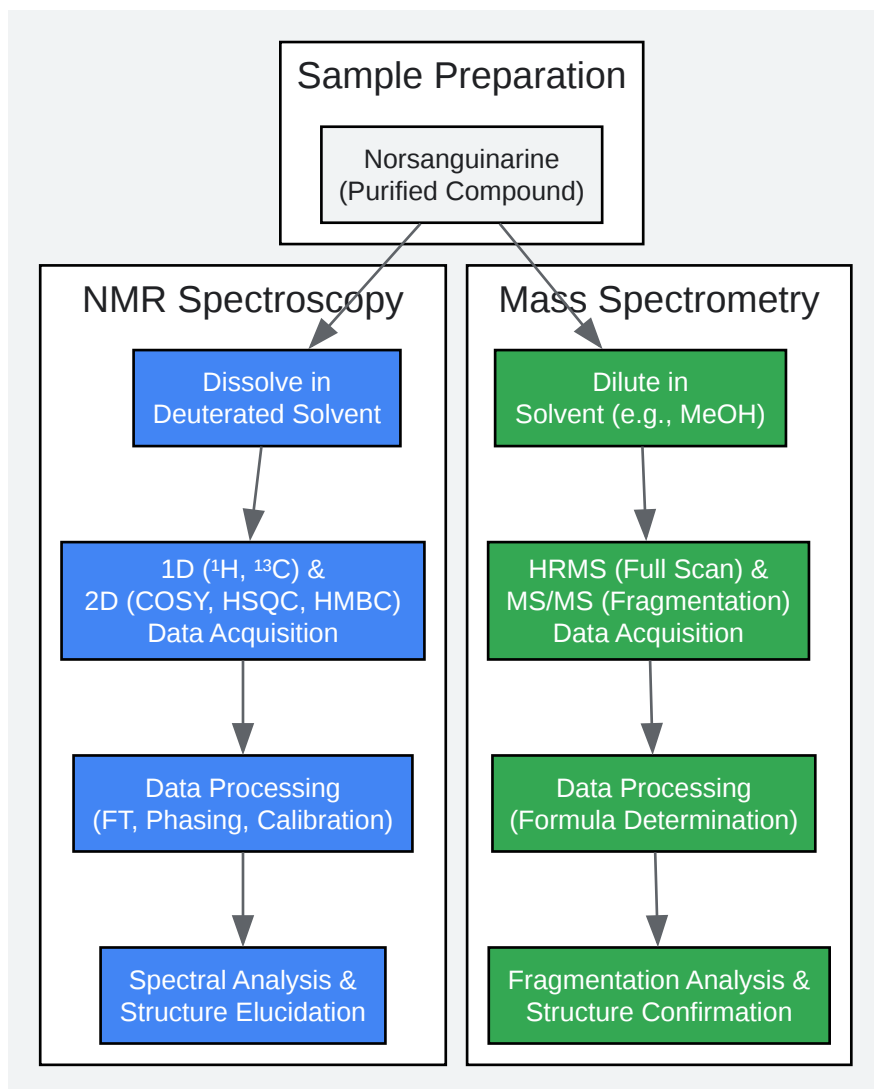 Sample Preparation
Norsanguinarine
(Purified Compound)
NMR Spectroscopy
Dissolve in
Deuterated Solvent
1D (¹H, ¹³C) &
2D (COSY, HSQC, HMBC)
Data Acquisition
Data Processing
(FT, Phasing, Calibration)
Spectral Analysis &
Structure Elucidation
Mass Spectrometry
Dilute in
Solvent (e.g., MeOH)
HRMS (Full Scan) &
MS/MS (Fragmentation)
Data Acquisition
Data Processing
(Formula Determination)
Fragmentation Analysis &
Structure Confirmation